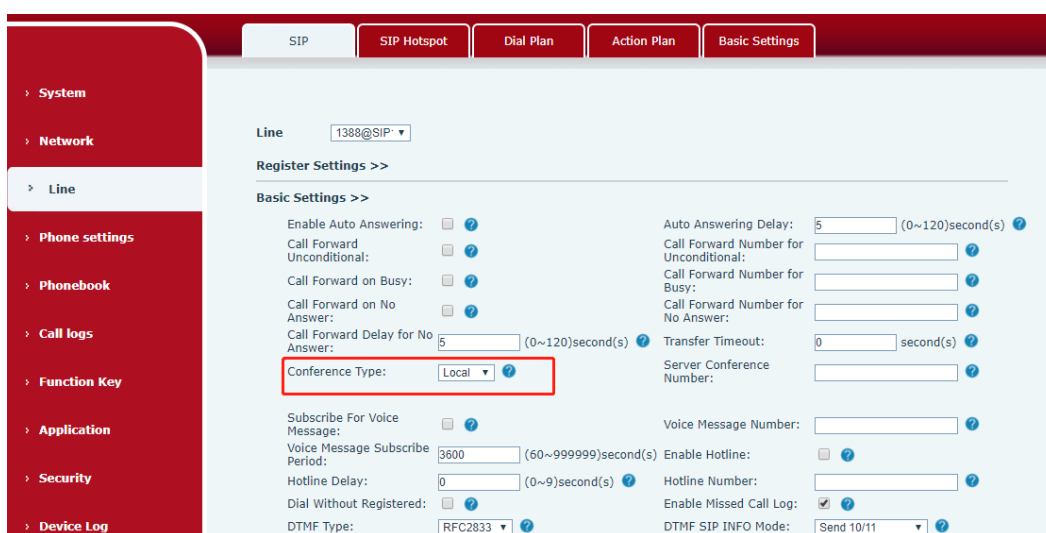 SIP
SIP Hotspot
Dial Plan
Action Plan
Basic Settings
› System
› Network
› Line
› Phone settings
› Phonebook
› Call logs
› Function Key
› Application
› Security
› Device Log
Line 1388@SIP
Register Settings >>
Basic Settings >>
Enable Auto Answering:
Auto Answering Delay: 5 (0~120)second(s)
Call Forward
Unconditional:
Call Forward Number for
Unconditional:
Call Forward on Busy:
Call Forward Number for
Busy:
Call Forward on No
Answer:
Call Forward Number for
No Answer:
Call Forward Delay for No
Answer: 5 (0~120)second(s)
Transfer Timeout: 0 second(s)
Conference Type: Local
Server Conference
Number:
Subscribe For Voice
Message:
Voice Message Number:
Voice Message Subscribe
Period: 3600 (60~999999)second(s)
Enable Hotline:
Hotline Delay: 0 (0~9)second(s)
Hotline Number:
Dial Without Registered:
Enable Missed Call Log:
DTMF Type: RFC2833
DTMF SIP INFO Mode: Send 10/11